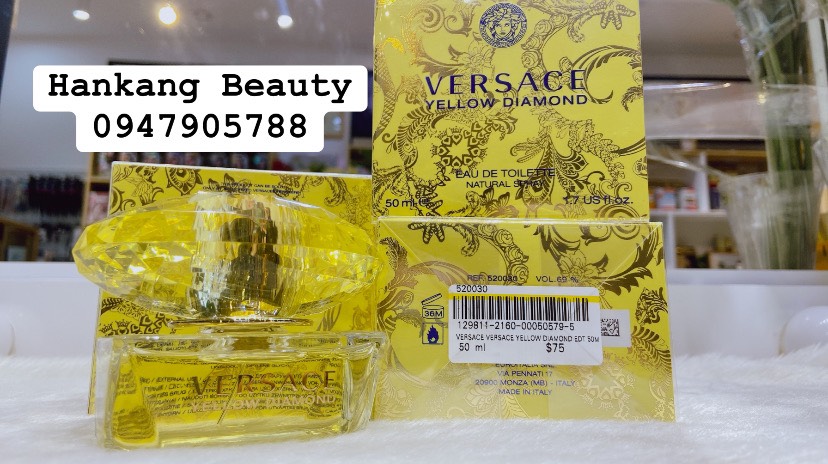 Hankang Beauty
0947905788
VERSACE
YELLOW DIAMOND
EAU DE TOILETTE
NATURAL SPRAY
50 ml e 1.7 US fl.oz.
REF. 520030 VOL.69 %
520030
36M
129811-2160-00050579-5
VERSACE VERSACE YELLOW DIAMOND EDT 50M
50 ml $75
EUROITALIA SRL
VIA PENNATI 17
20900 MONZA (MB) - ITALY
MADE IN ITALY
VERSACE
YELLOW DIAMOND